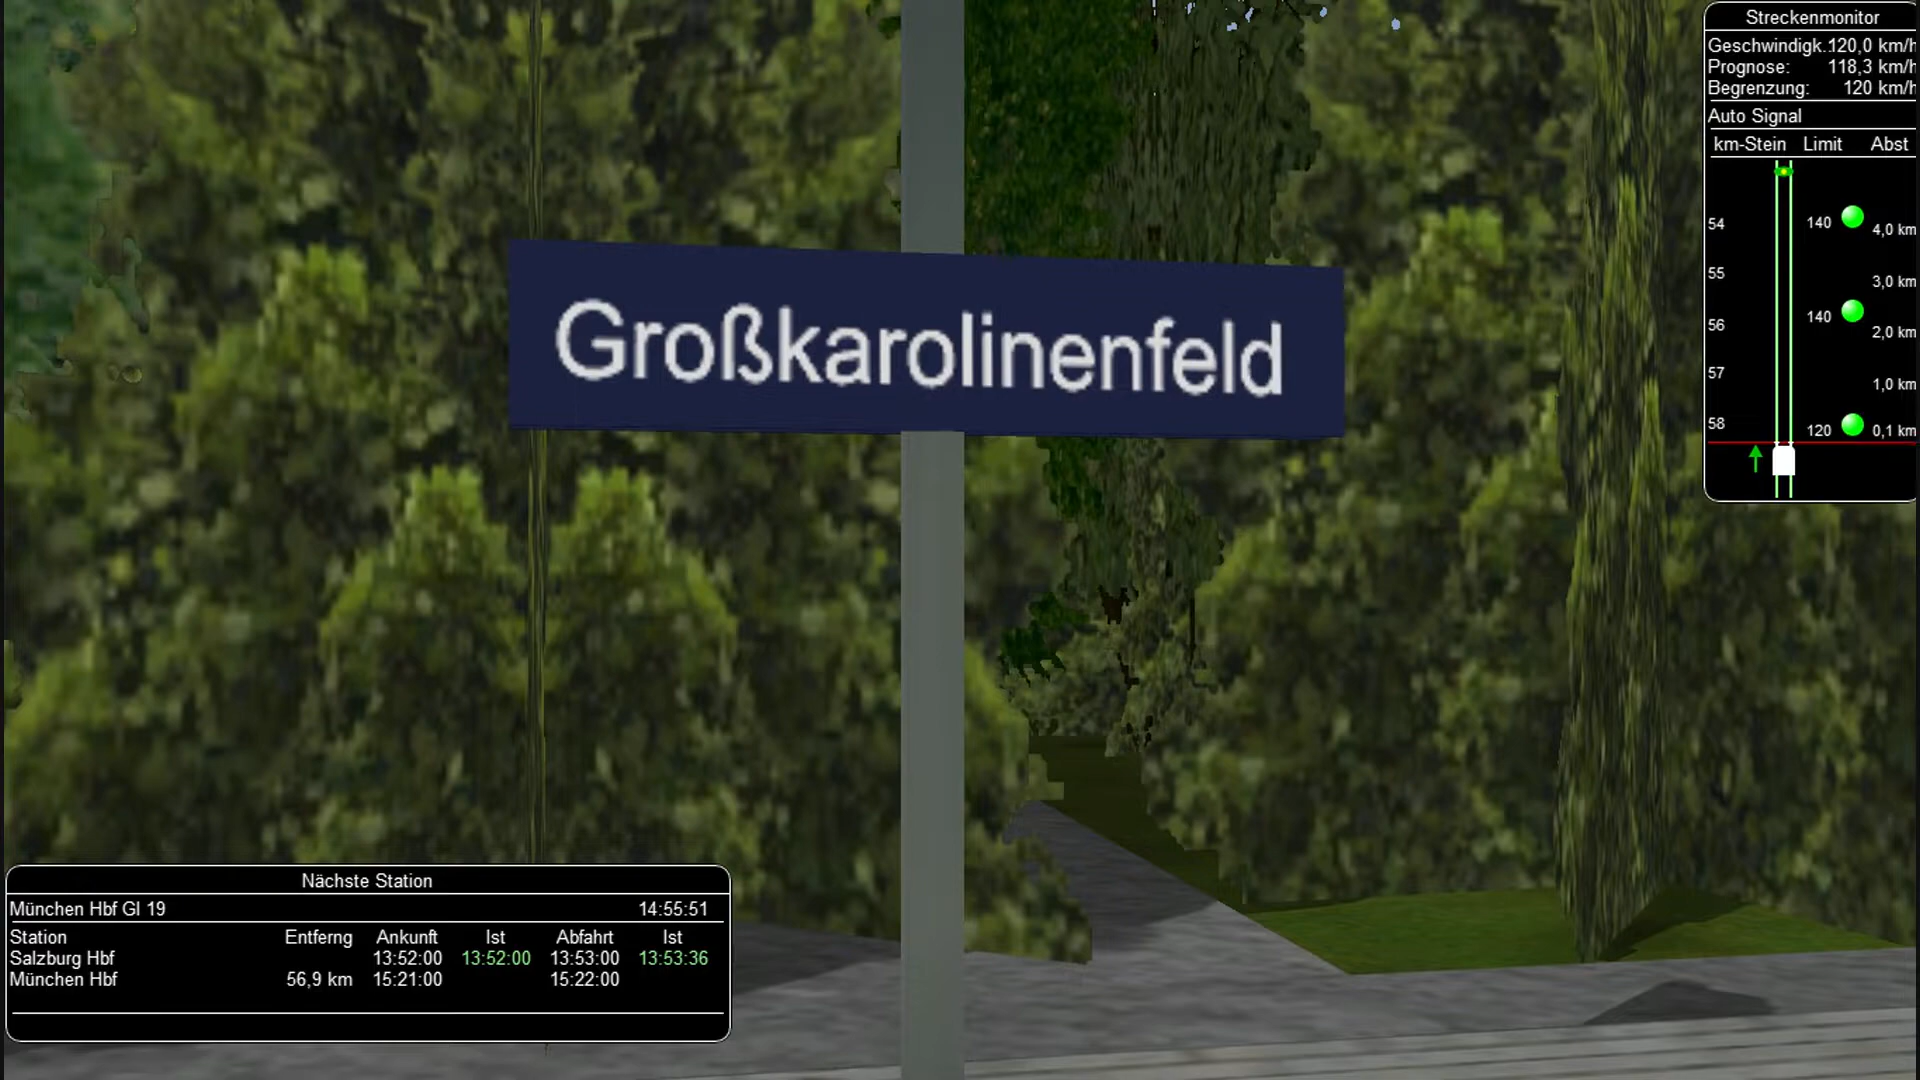 Großkarolinenfeld
Streckenmonitor
Geschwindigk. 120,0 km/h
Prognose: 118,3 km/h
Begrenzung: 120 km/h
Auto Signal
km-Stein Limit Abst
54 140 4,0 km
55 3,0 km
56 140 2,0 km
57 1,0 km
58 120 0,1 km
Nächste Station
München Hbf Gl 19 14:55:51
Station Entferng Ankunft Ist Abfahrt Ist
Salzburg Hbf 13:52:00 13:52:00 13:53:00 13:53:36
München Hbf 56,9 km 15:21:00 15:22:00